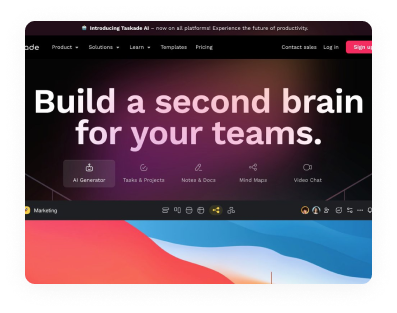 Introducing Taskade AI – now on all platforms! Experience the future of productivity.
ade Product Solutions Learn Templates Pricing Contact sales Log in Sign up
Build a second brain
for your teams.
AI Generator Tasks & Projects Notes & Docs Mind Maps Video Chat
Marketing